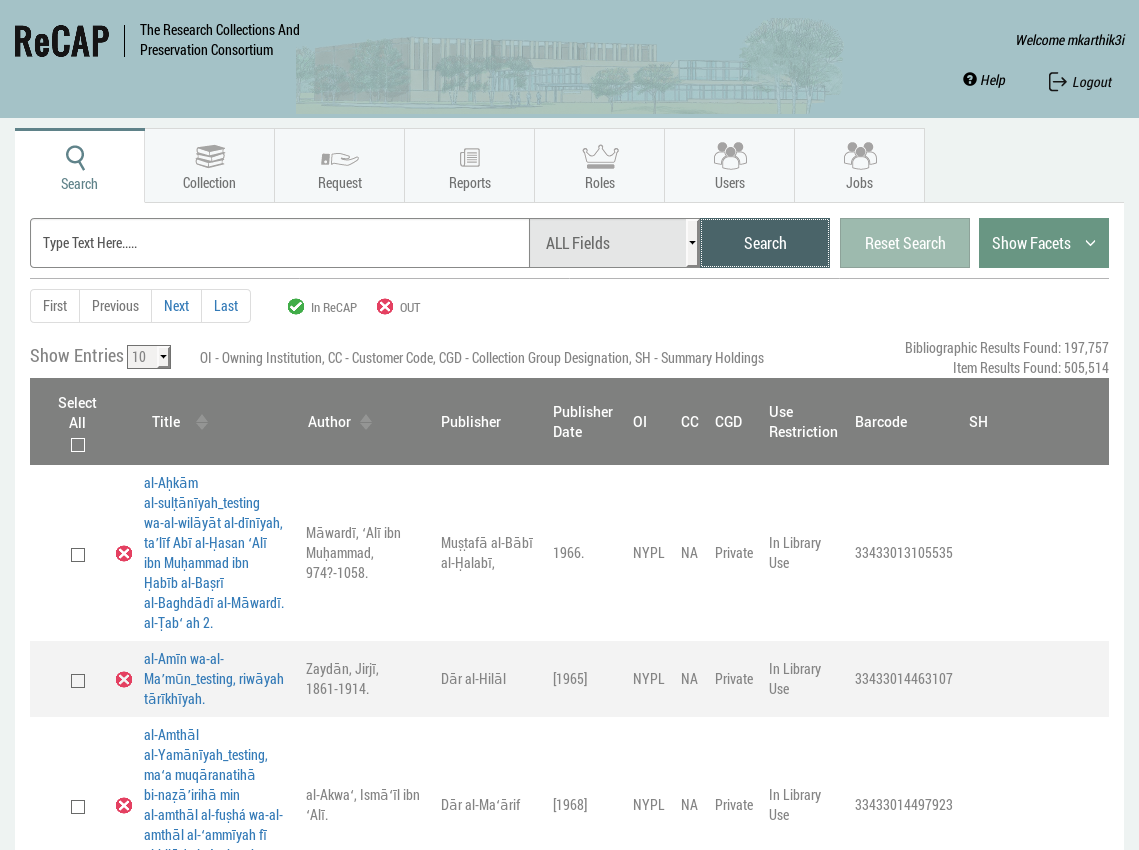 ReCAP
The Research Collections And
Preservation Consortium
Welcome mkarthik3i
Help
Logout
Search
Collection
Request
Reports
Roles
Users
Jobs
Type Text Here.....
ALL Fields
Search
Reset Search
Show Facets
First
Previous
Next
Last
In ReCAP
OUT
Show Entries 10
OI - Owning Institution, CC - Customer Code, CGD - Collection Group Designation, SH - Summary Holdings
Bibliographic Results Found: 197,757
Item Results Found: 505,514
Select
All
Title
Author
Publisher
Publisher
Date
OI
CC
CGD
Use
Restriction
Barcode
SH
al-Aḥkām
al-sulṭānīyah_testing
wa-al-wilāyāt al-dīnīyah,
taʼlīf Abī al-Ḥasan ʻAlī
ibn Muḥammad ibn
Ḥabīb al-Baṣrī
al-Baghdādī al-Māwardī.
al-Ṭabʻ ah 2.
Māwardī, ʻAlī ibn
Muḥammad,
974?-1058.
Muṣṭafā al-Bābī
al-Ḥalabī,
1966.
NYPL
NA
Private
In Library
Use
33433013105535
al-Amīn wa-al-
Maʼmūn_testing, riwāyah
tārīkhīyah.
Zaydān, Jirjī,
1861-1914.
Dār al-Hilāl
[1965]
NYPL
NA
Private
In Library
Use
33433014463107
al-Amthāl
al-Yamānīyah_testing,
maʻa muqāranatihā
bi-naẓāʼirihā min
al-amthāl al-fuṣhá wa-al-
amthāl al-ʻammīyah fī
al-Akwaʻ, Ismāʻīl ibn
ʻAlī.
Dār al-Maʻārif
[1968]
NYPL
NA
Private
In Library
Use
33433014497923